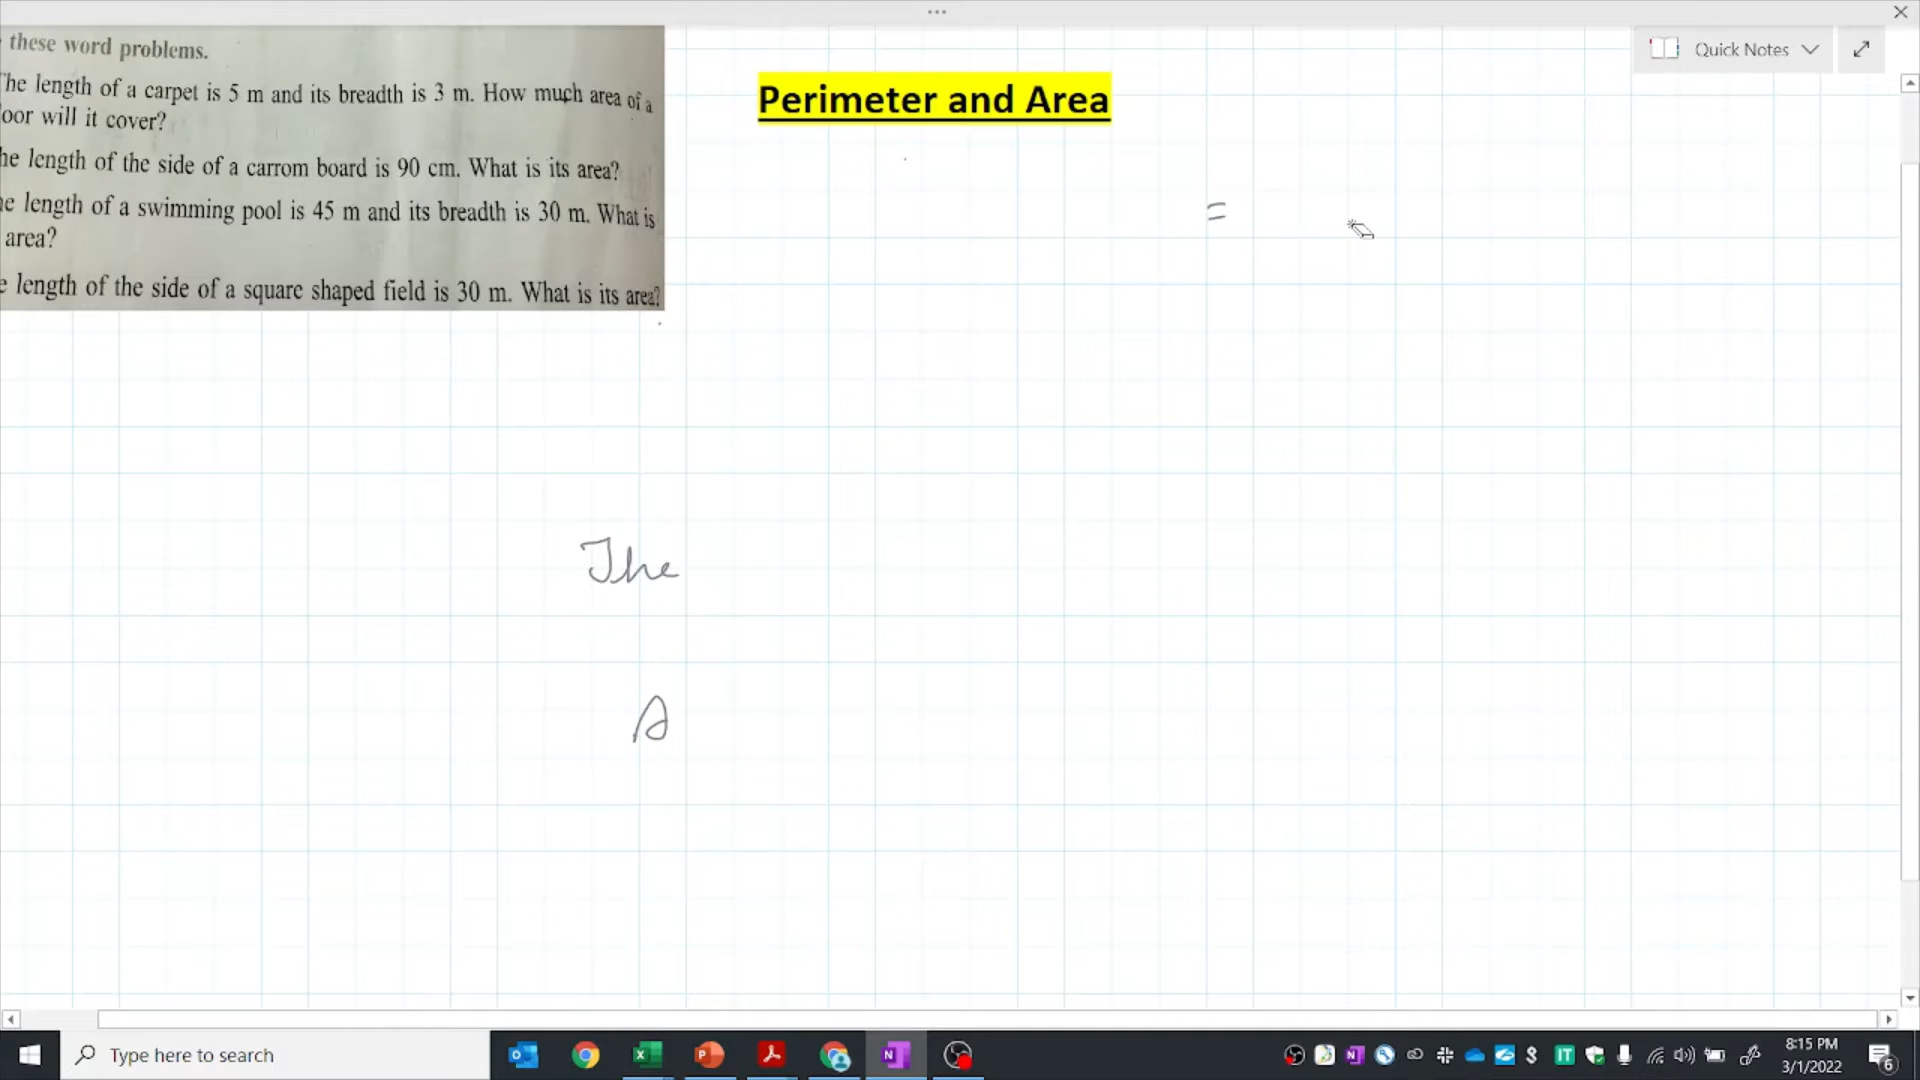 these word problems.
The length of a carpet is 5 m and its breadth is 3 m. How much area of a
oor will it cover?
he length of the side of a carrom board is 90 cm. What is its area?
e length of a swimming pool is 45 m and its breadth is 30 m. What is
area?
e length of the side of a square shaped field is 30 m. What is its area?
Perimeter and Area
Quick Notes
=
The
A
Type here to search
8:15 PM
3/1/2022
6